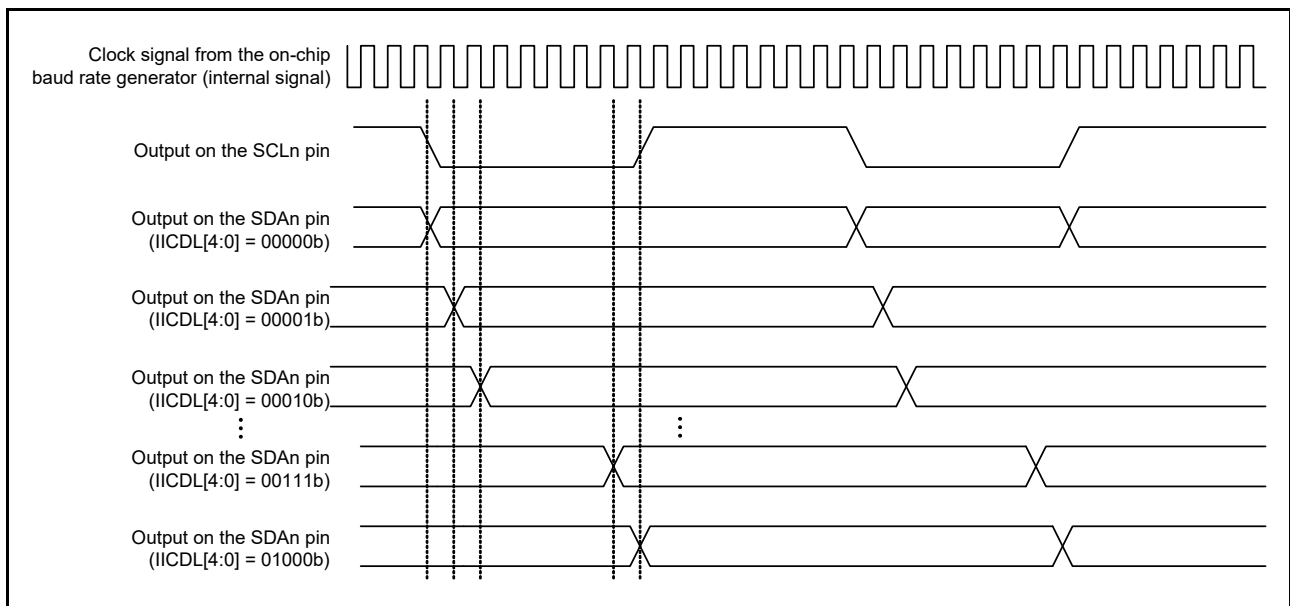 Clock signal from the on-chip
baud rate generator (internal signal)
Output on the SCLn pin
Output on the SDAn pin
(IICDL[4:0] = 00000b)
Output on the SDAn pin
(IICDL[4:0] = 00001b)
Output on the SDAn pin
(IICDL[4:0] = 00010b)
Output on the SDAn pin
(IICDL[4:0] = 00111b)
Output on the SDAn pin
(IICDL[4:0] = 01000b)